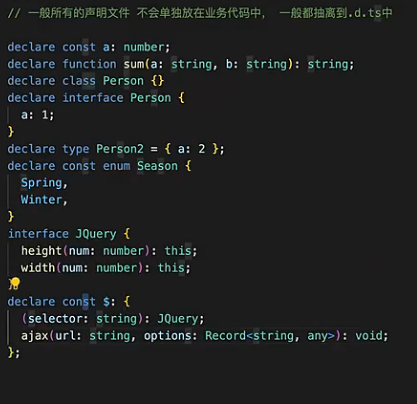 // 一般所有的声明文件 不会单独放在业务代码中， 一般都抽离到.d.ts中
declare const a: number;
declare function sum(a: string, b: string): string;
declare class Person {}
declare interface Person {
  a: 1;
}
declare type Person2 = { a: 2 };
declare const enum Season {
  Spring,
  Winter,
}
interface JQuery {
  height(num: number): this;
  width(num: number): this;
}
declare const $: {
  (selector: string): JQuery;
  ajax(url: string, options: Record<string, any>): void;
};